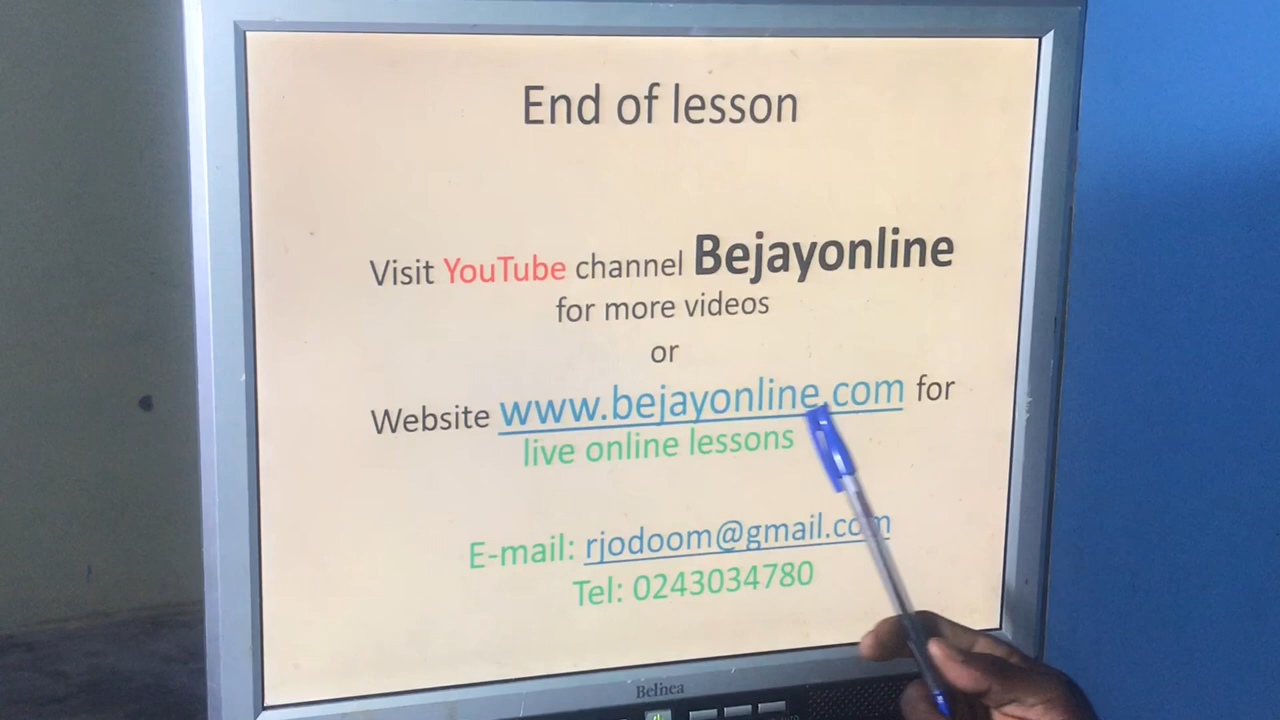 End of lesson
Visit YouTube channel Bejayonline
for more videos
or
Website www.bejayonline.com for
live online lessons
E-mail: rjodoom@gmail.com
Tel: 0243034780
Belinea